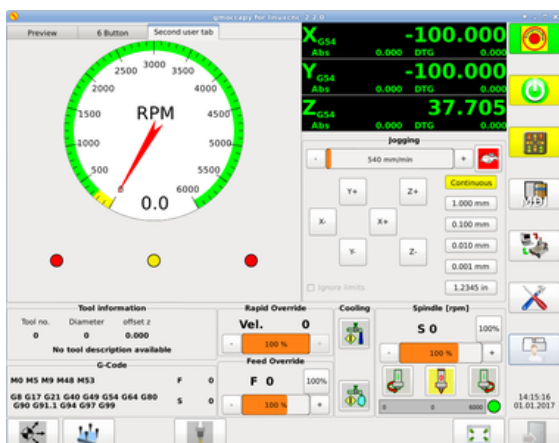 gmoccapy for linuxcnc 2.2.0
Preview
6 Button
Second user tab
3000
2500
3500
2000
4000
1500
4500
1000
5000
500
5500
0
6000
RPM
0.0
X G54 -100.000
Abs 0.000 DTG 0.000
Y G54 -100.000
Abs 0.000 DTG 0.000
Z G54 37.705
Abs 0.000 DTG 0.000
Jogging
- 540 mm/min +
Continuous
Y+ Z+
1.000 mm
X- X+
0.100 mm
Y- Z-
0.010 mm
0.001 mm
Ignore limits
1.2345 in
MDI
Tool information
Tool no. Diameter offset z
0 0 0.000
No tool description available
G-Code
M0 M5 M9 M48 M53 F 0
G8 G17 G21 G40 G49 G54 G64 G80
G90 G91.1 G94 G97 G99
S 0
Rapid Override
Vel. 0
- 100 % +
Feed Override
F 0 100%
- 100 % +
Cooling
Spindle [rpm]
S 0 100%
- 100 % +
0 0 6000
14:15:16
01.01.2017